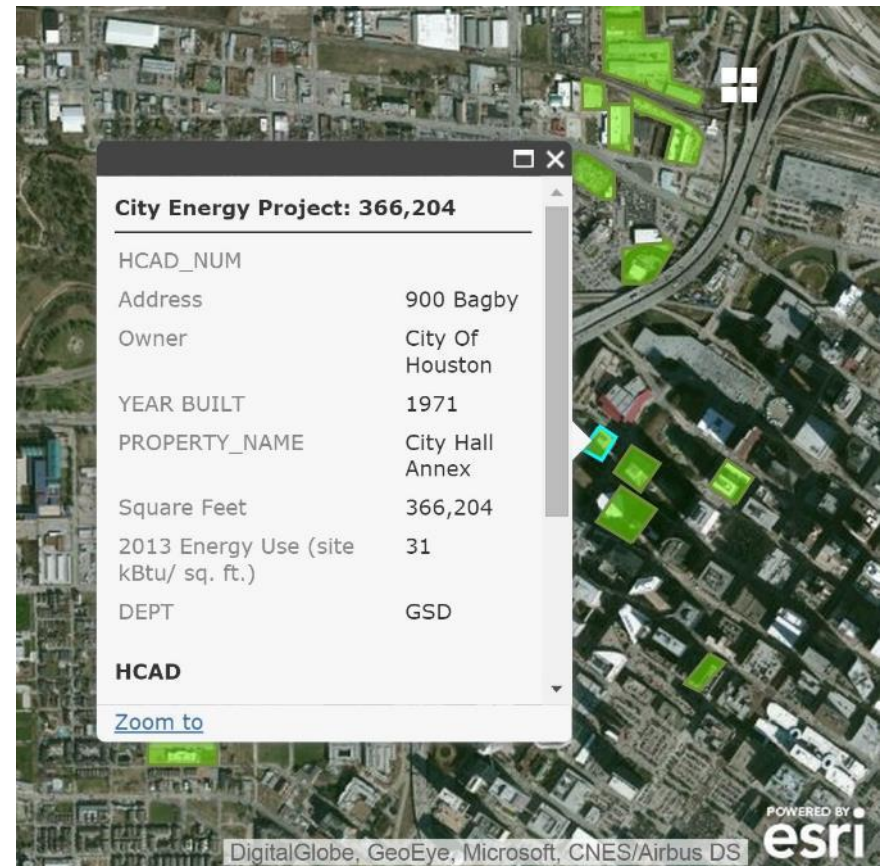 City Energy Project: 366,204
HCAD_NUM
Address 900 Bagby
Owner City Of
Houston
YEAR BUILT 1971
PROPERTY_NAME City Hall
Annex
Square Feet 366,204
2013 Energy Use (site 31
kBtu/ sq. ft.)
DEPT GSD
HCAD
Zoom to
POWERED BY
esri
DigitalGlobe, GeoEye, Microsoft, CNES/Airbus DS